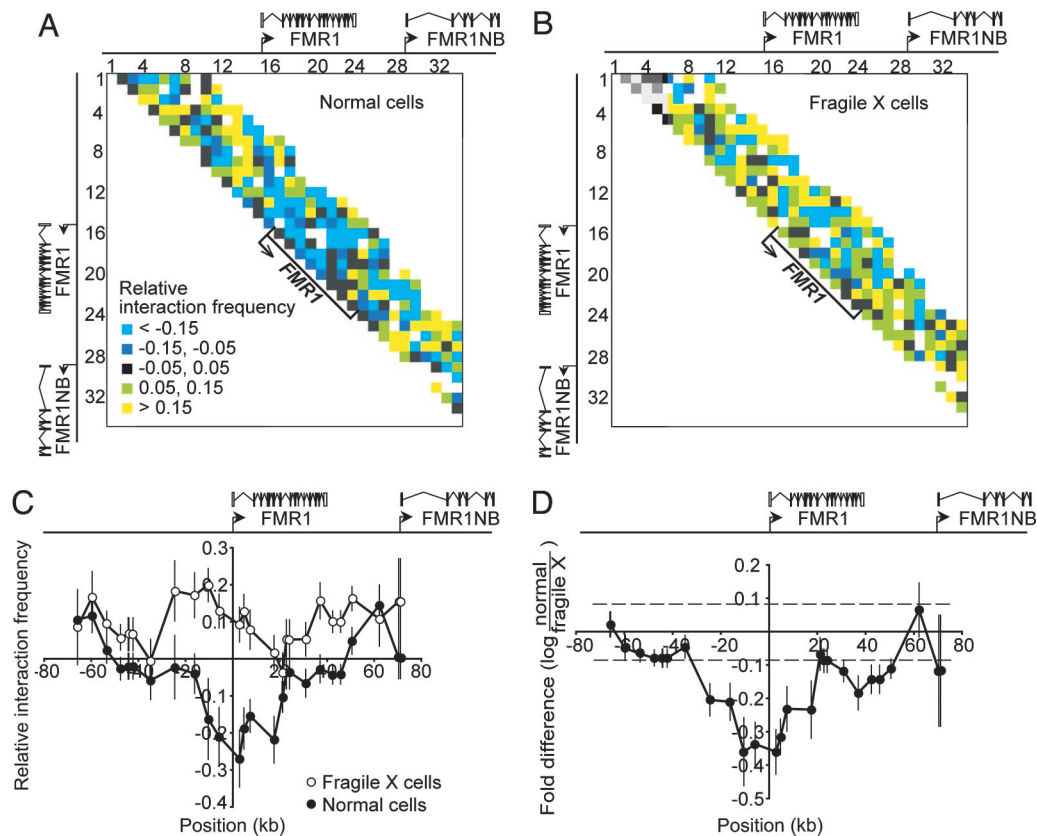 A
FMR1
FMR1NB
1 4 8 12 16 20 24 28 32
1
4
8
12
16
20
24
28
32
Normal cells
FMR1
FMR1NB
FMR1
Relative
interaction frequency
< -0.15
-0.15, -0.05
-0.05, 0.05
0.05, 0.15
> 0.15
B
FMR1
FMR1NB
1 4 8 12 16 20 24 28 32
1
4
8
12
16
20
24
28
32
Fragile X cells
FMR1
FMR1NB
FMR1
C
FMR1
FMR1NB
Relative interaction frequency
0.3
0.2
0.1
-0.1
-0.2
-0.3
-0.4
-80 -60 -40 -20 0 20 40 60 80
Fragile X cells
Normal cells
Position (kb)
D
FMR1
FMR1NB
Fold difference (log normal/fragile X)
0.2
0.1
-0.1
-0.2
-0.3
-0.4
-0.5
-80 -60 -40 -20 0 20 40 60 80
Position (kb)